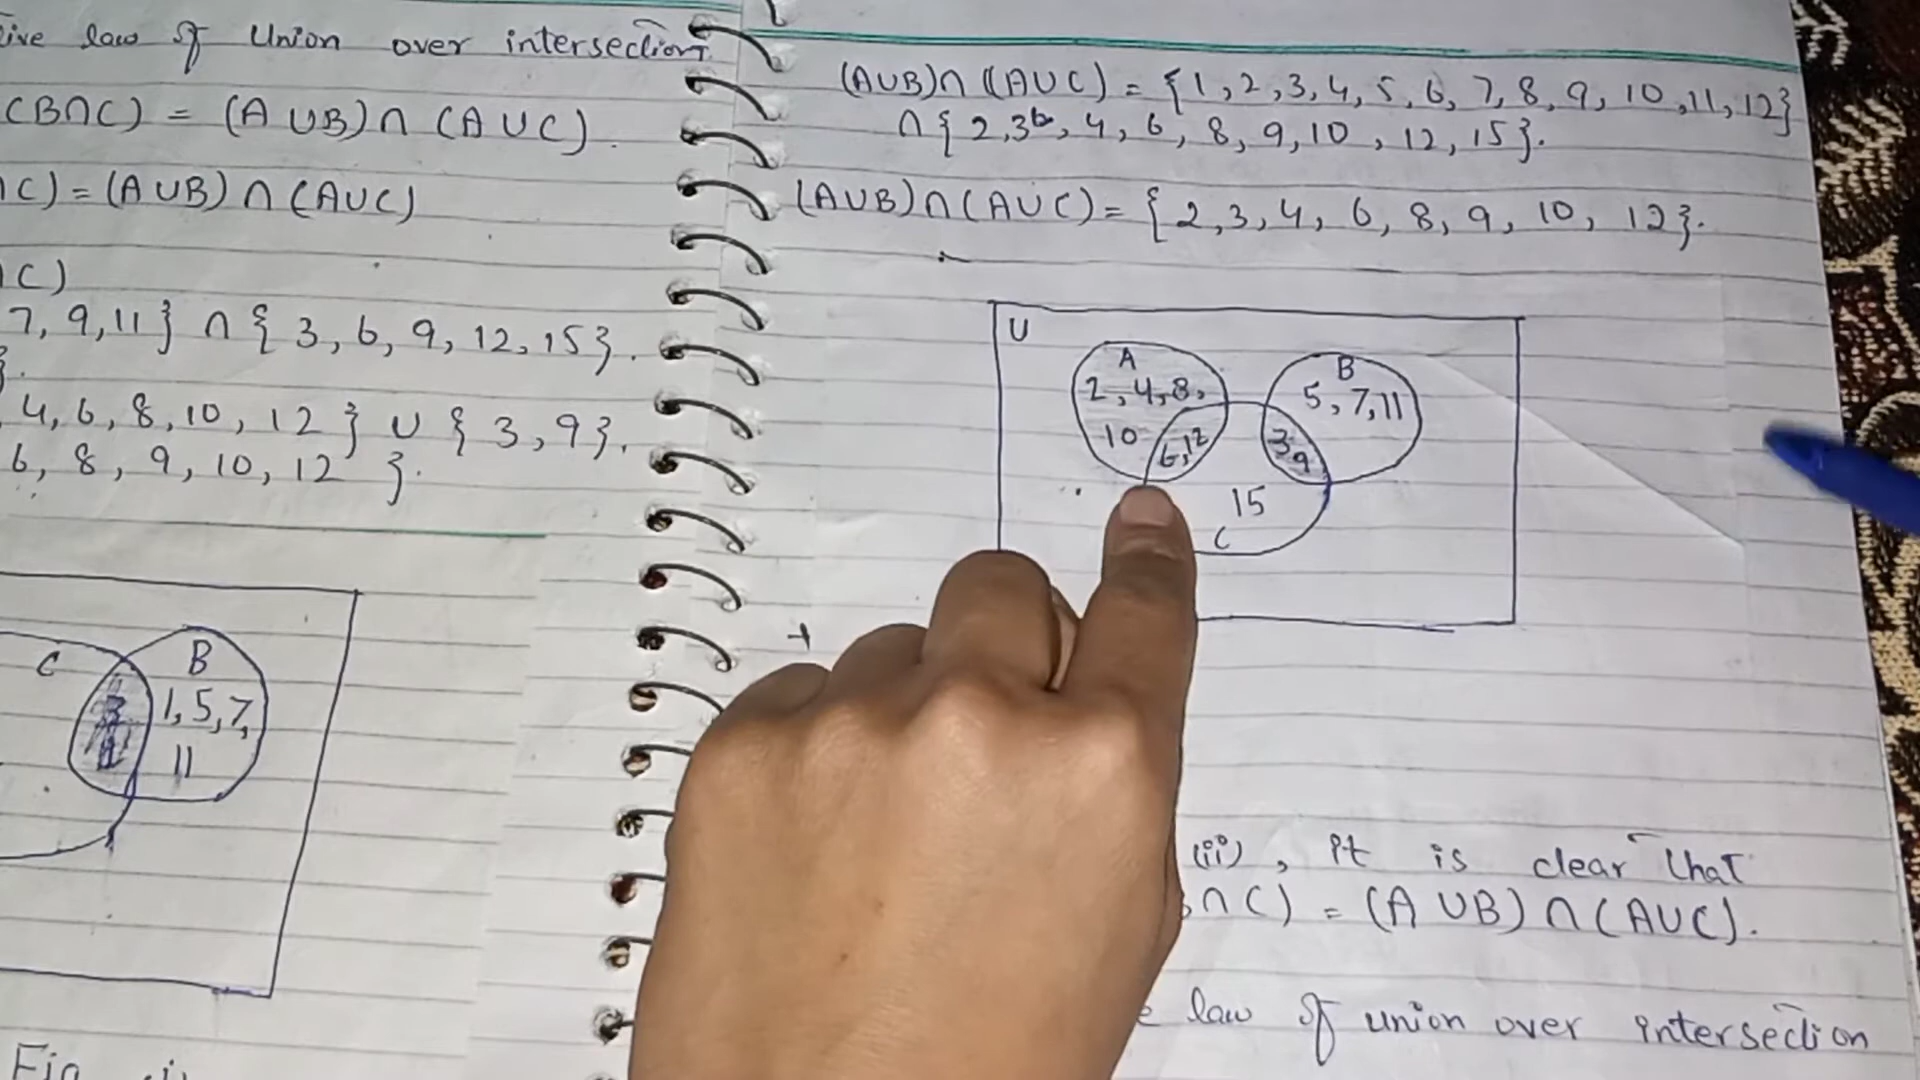 ive law of Union over intersection.
(B∩C) = (A ∪B) ∩ (A ∪ C).
C) = (A ∪B) ∩ (A∪C)
C)
7, 9, 11} ∩ { 3, 6, 9, 12, 15}.
}.
4, 6, 8, 10, 12 } ∪ { 3, 9}.
6, 8, 9, 10, 12 }.
C
B
1, 5, 7,
11
Fig
(A∪B)∩ ((A∪C) = {1, 2, 3, 4, 5, 6, 7, 8, 9, 10, 11, 12}
∩ { 2, 3, 4, 6, 8, 9, 10, 12, 15}.
(A∪B)∩(A∪C) = { 2, 3, 4, 6, 8, 9, 10, 12}.
U
A
2, 4, 8,
10
6, 12
B
5, 7, 11
3
9
15
C
(ii), it is clear that
∩ C) = (A ∪B) ∩ (A∪C).
e law of union over intersection